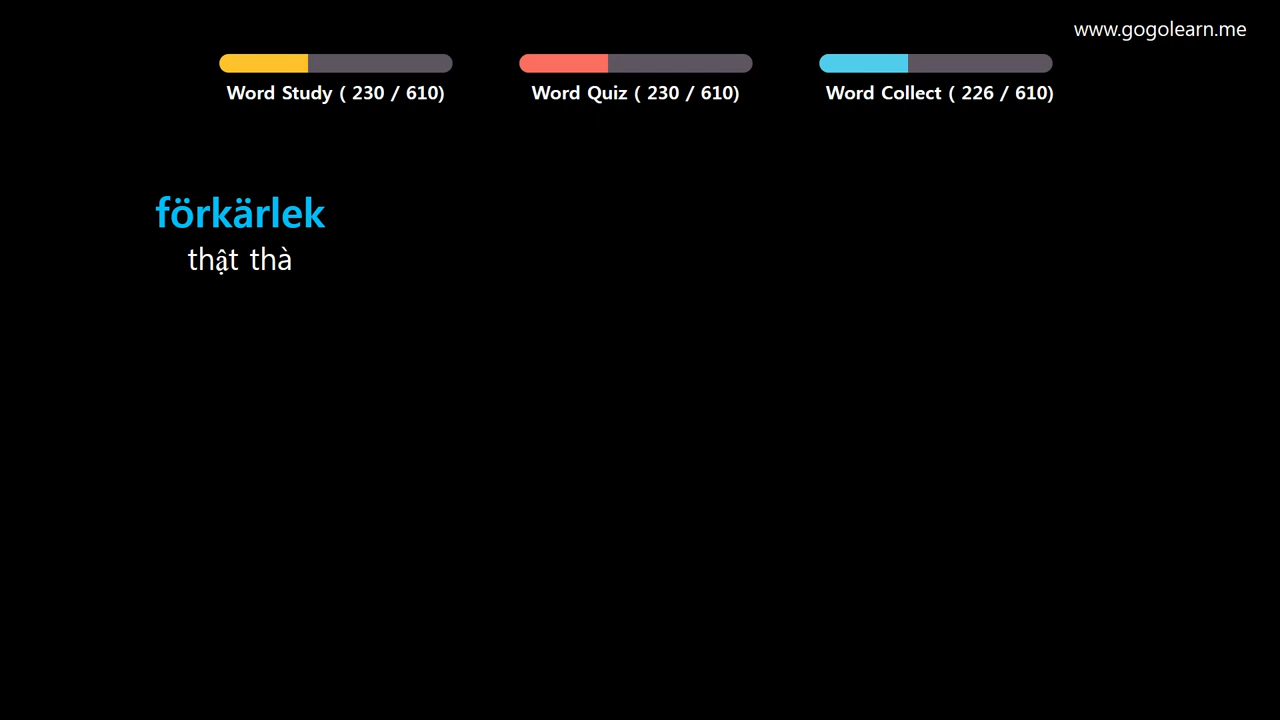 www.gogolearn.me
Word Study ( 230 / 610)
Word Quiz ( 230 / 610)
Word Collect ( 226 / 610)
förkärlek
thật thà